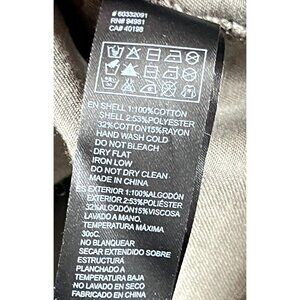 # 60332091
RN# 94981
CA# 40198
EN SHELL 1:100%COTTON
SHELL 2:53%POLYESTER
32%COTTON15%RAYON
HAND WASH COLD
DO NOT BLEACH
DRY FLAT
IRON LOW
DO NOT DRY CLEAN
MADE IN CHINA
ES EXTERIOR 1:100%ALGODÓN
EXTERIOR 2:53%POLIÉSTER
32%ALGODÓN15%VISCOSA
LAVADO A MANO.
TEMPERATURA MÁXIMA
30oC.
NO BLANQUEAR
SECAR EXTENDIDO SOBRE
ESTRUCTURA
PLANCHADO A
TEMPERATURA BAJA
NO LAVADO EN SECO
FABRICADO EN CHINA